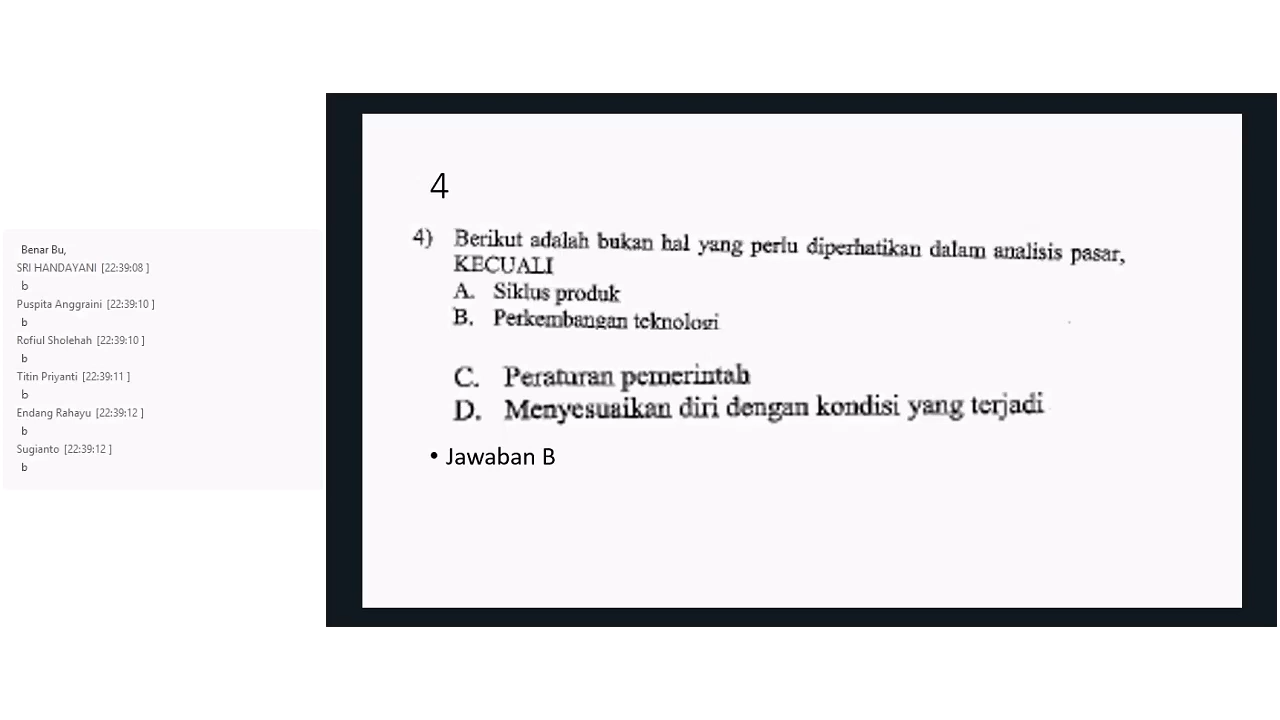 Benar Bu,
SRI HANDAYANI [22:39:08 ]
b
Puspita Anggraini [22:39:10 ]
b
Rofiul Sholehah [22:39:10 ]
b
Titin Priyanti [22:39:11 ]
b
Endang Rahayu [22:39:12 ]
b
Sugianto [22:39:12 ]
b
4
4) Berikut adalah bukan hal yang perlu diperhatikan dalam analisis pasar,
KECUALI
A. Siklus produk
B. Perkembangan teknologi
C. Peraturan pemerintah
D. Menyesuaikan diri dengan kondisi yang terjadi
• Jawaban B